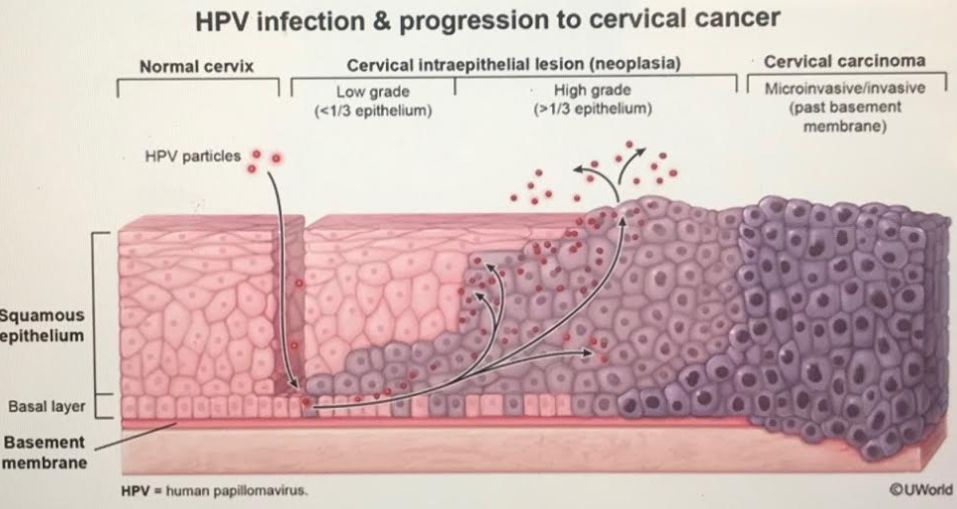 HPV infection & progression to cervical cancer
Normal cervix
Cervical intraepithelial lesion (neoplasia)
Cervical carcinoma
Low grade
(<1/3 epithelium)
High grade
(>1/3 epithelium)
Microinvasive/invasive
(past basement
membrane)
HPV particles
Squamous
epithelium
Basal layer
Basement
membrane
HPV = human papillomavirus.
©UWorld